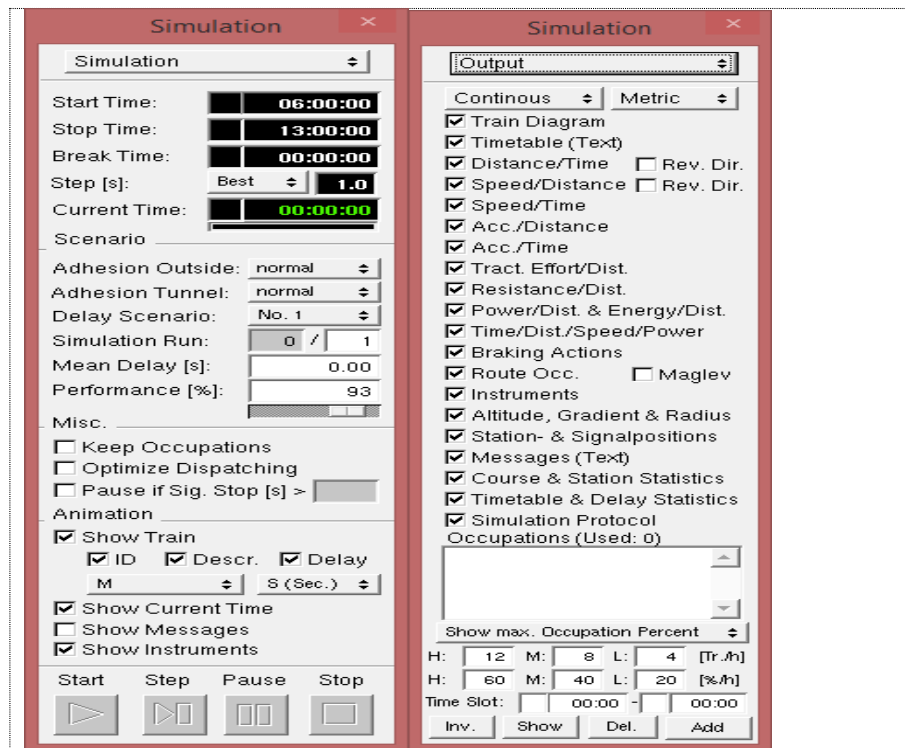 Simulation
Simulation
Start Time: 06:00:00
Stop Time: 13:00:00
Break Time: 00:00:00
Step [s]: Best 1.0
Current Time: 00:00:00
Scenario
Adhesion Outside: normal
Adhesion Tunnel: normal
Delay Scenario: No. 1
Simulation Run: 0 / 1
Mean Delay [s]: 0.00
Performance [%]: 93
Misc.
Keep Occupations
Optimize Dispatching
Pause if Sig. Stop [s] >
Animation
Show Train
ID Descr. Delay
M S (Sec.)
Show Current Time
Show Messages
Show Instruments
Start Step Pause Stop
Simulation
Output
Continous Metric
Train Diagram
Timetable (Text)
Distance/Time Rev. Dir.
Speed/Distance Rev. Dir.
Speed/Time
Acc./Distance
Acc./Time
Tract. Effort/Dist.
Resistance/Dist.
Power/Dist. & Energy/Dist.
Time/Dist./Speed/Power
Braking Actions
Route Occ. Maglev
Instruments
Altitude, Gradient & Radius
Station- & Signalpositions
Messages (Text)
Course & Station Statistics
Timetable & Delay Statistics
Simulation Protocol
Occupations (Used: 0)
Show max. Occupation Percent
H: 12 M: 8 L: 4 [Tr./h]
H: 60 M: 40 L: 20 [%/h]
Time Slot: 00:00 - 00:00
Inv. Show Del. Add